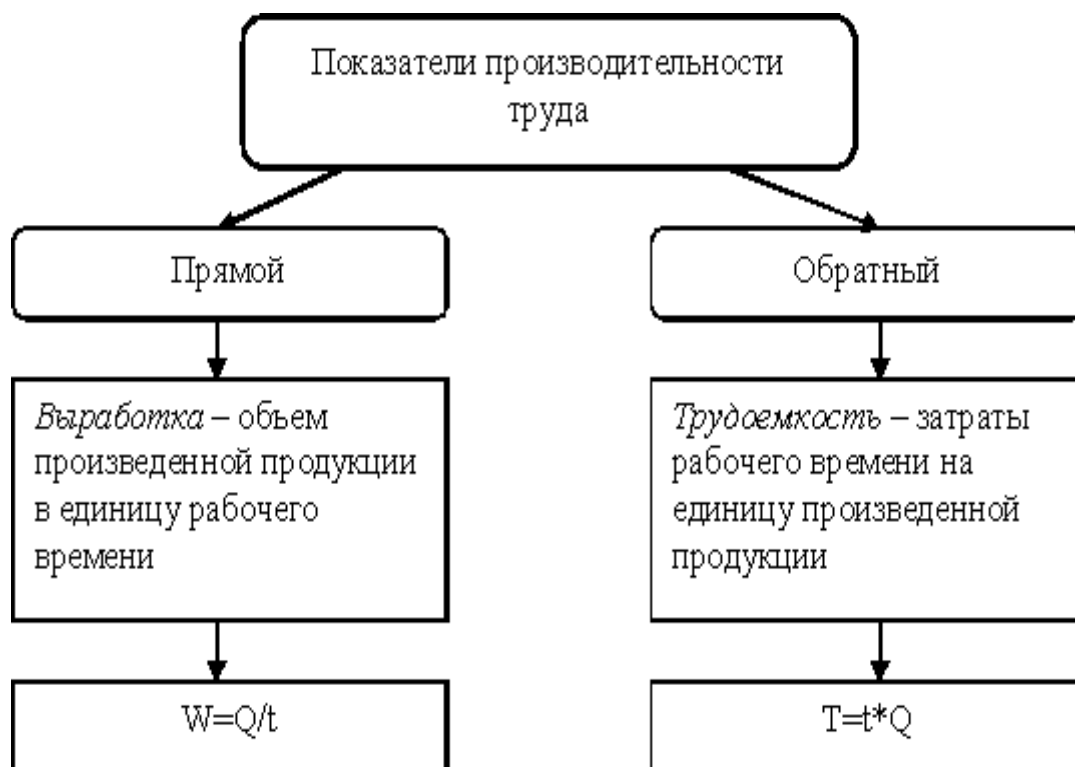 Показатели производительности
труда
Прямой
Обратный
Выработка – объем
произведенной продукции
в единицу рабочего
времени
Трудоемкость – затраты
рабочего времени на
единицу произведенной
продукции
W=Q/t
T=t*Q